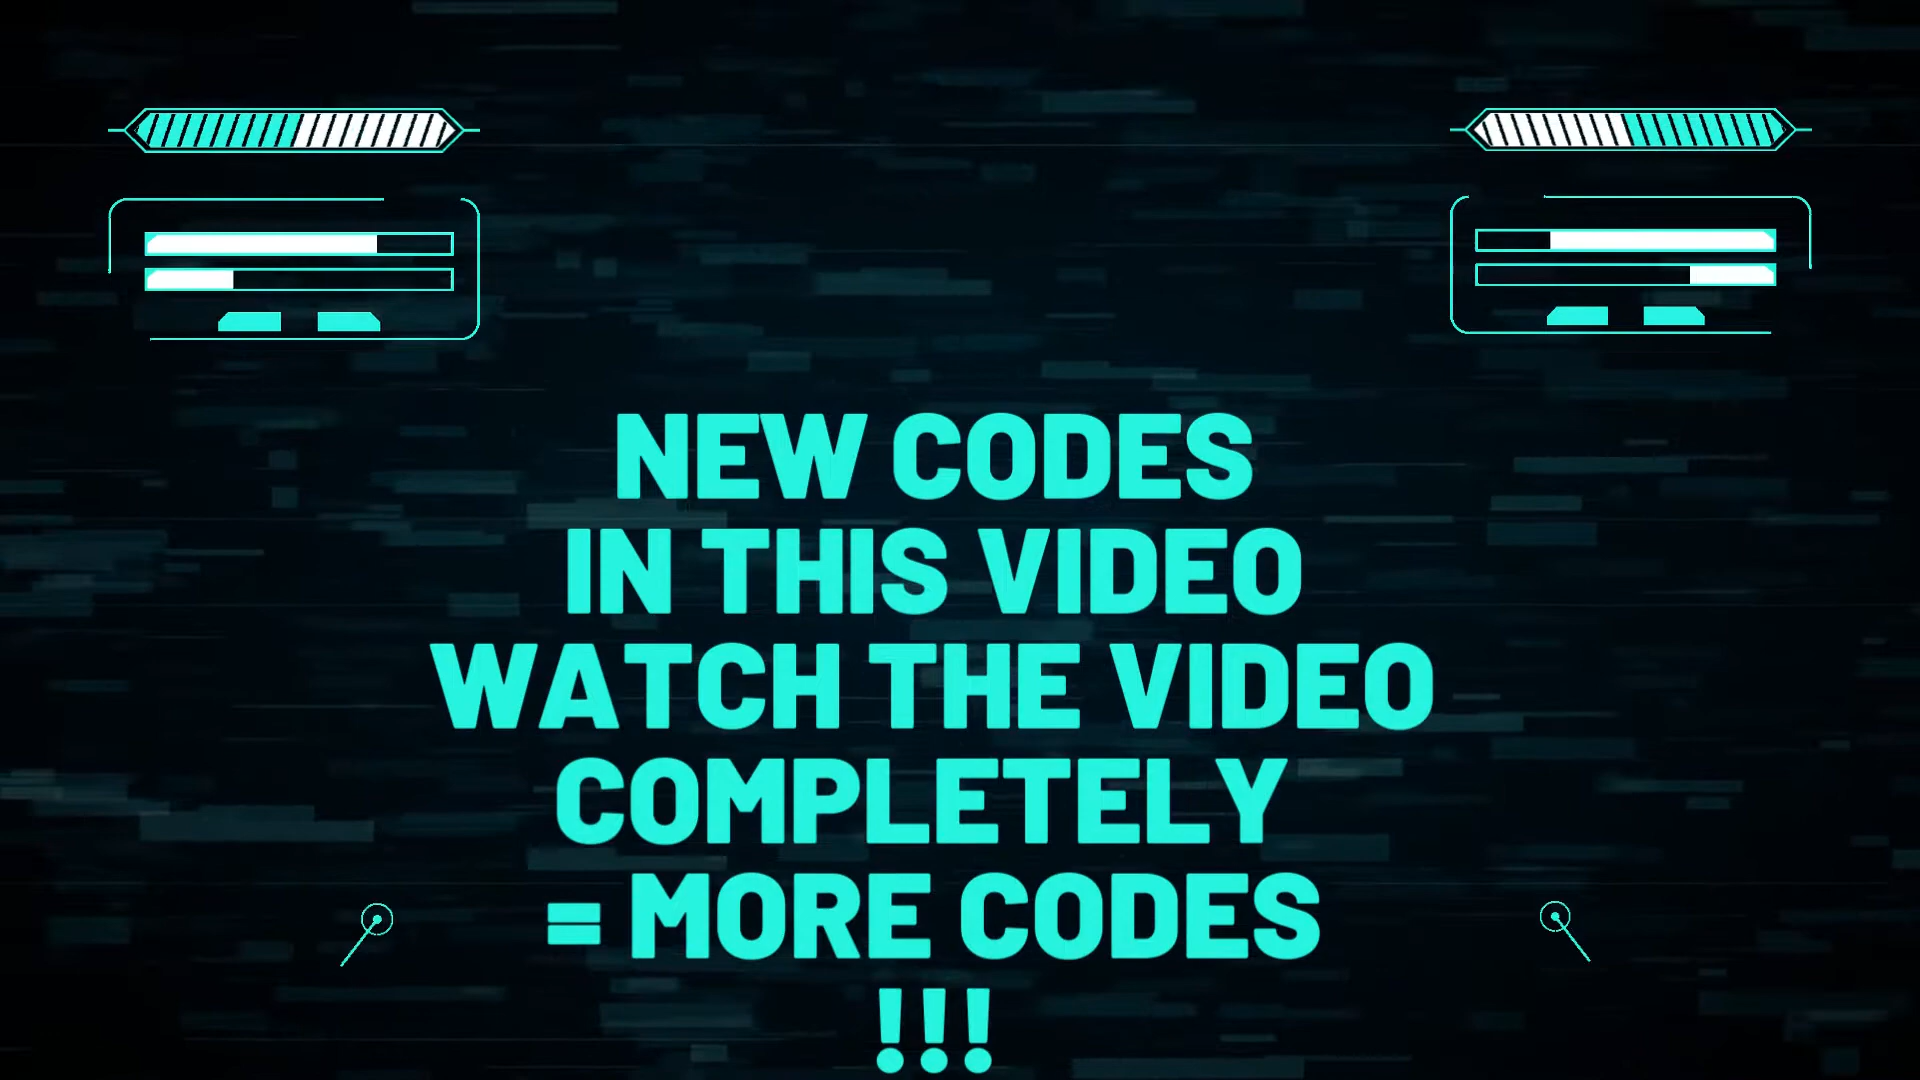 NEW CODES
IN THIS VIDEO
WATCH THE VIDEO
COMPLETELY
= MORE CODES
!!!